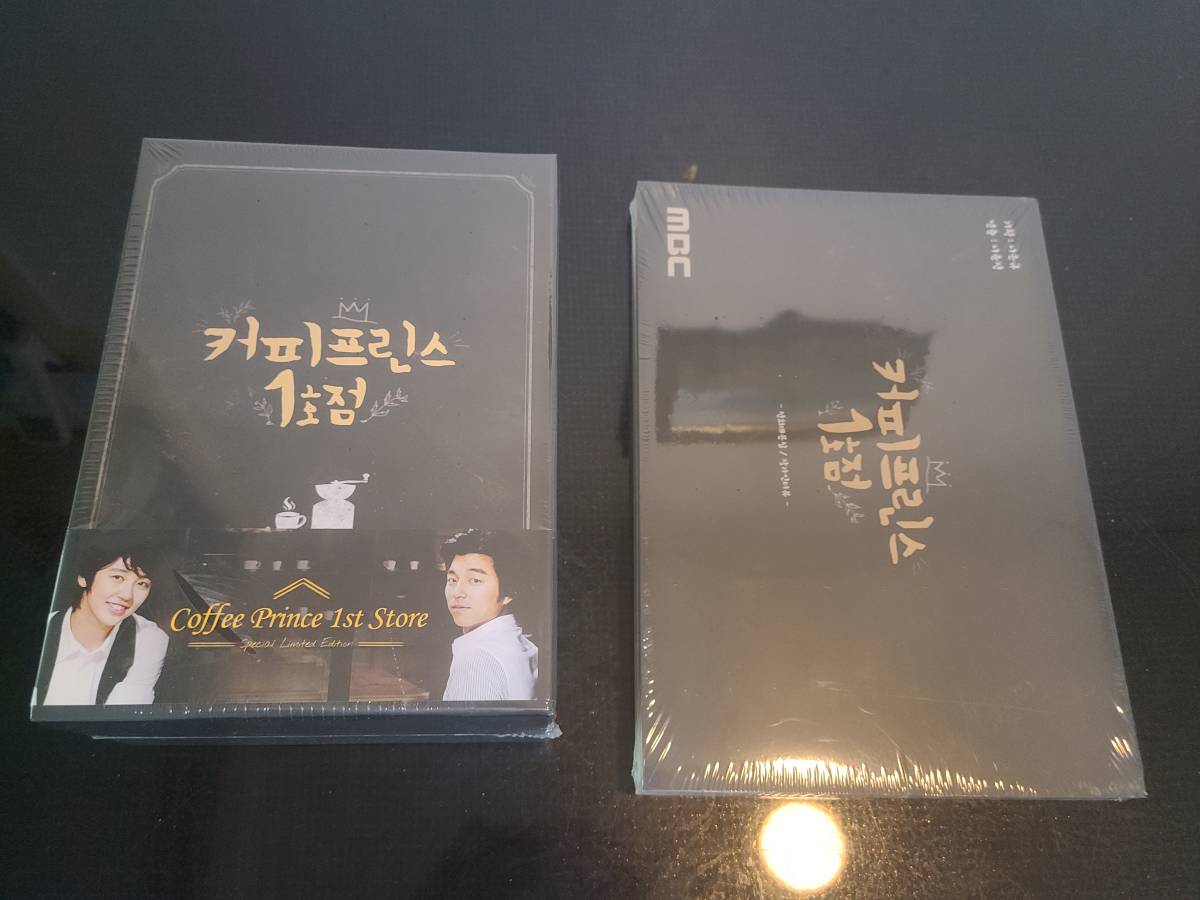 커피프린스
1호점
Coffee Prince 1st Store
Special Limited Edition
MBC
커피프린스
1호점